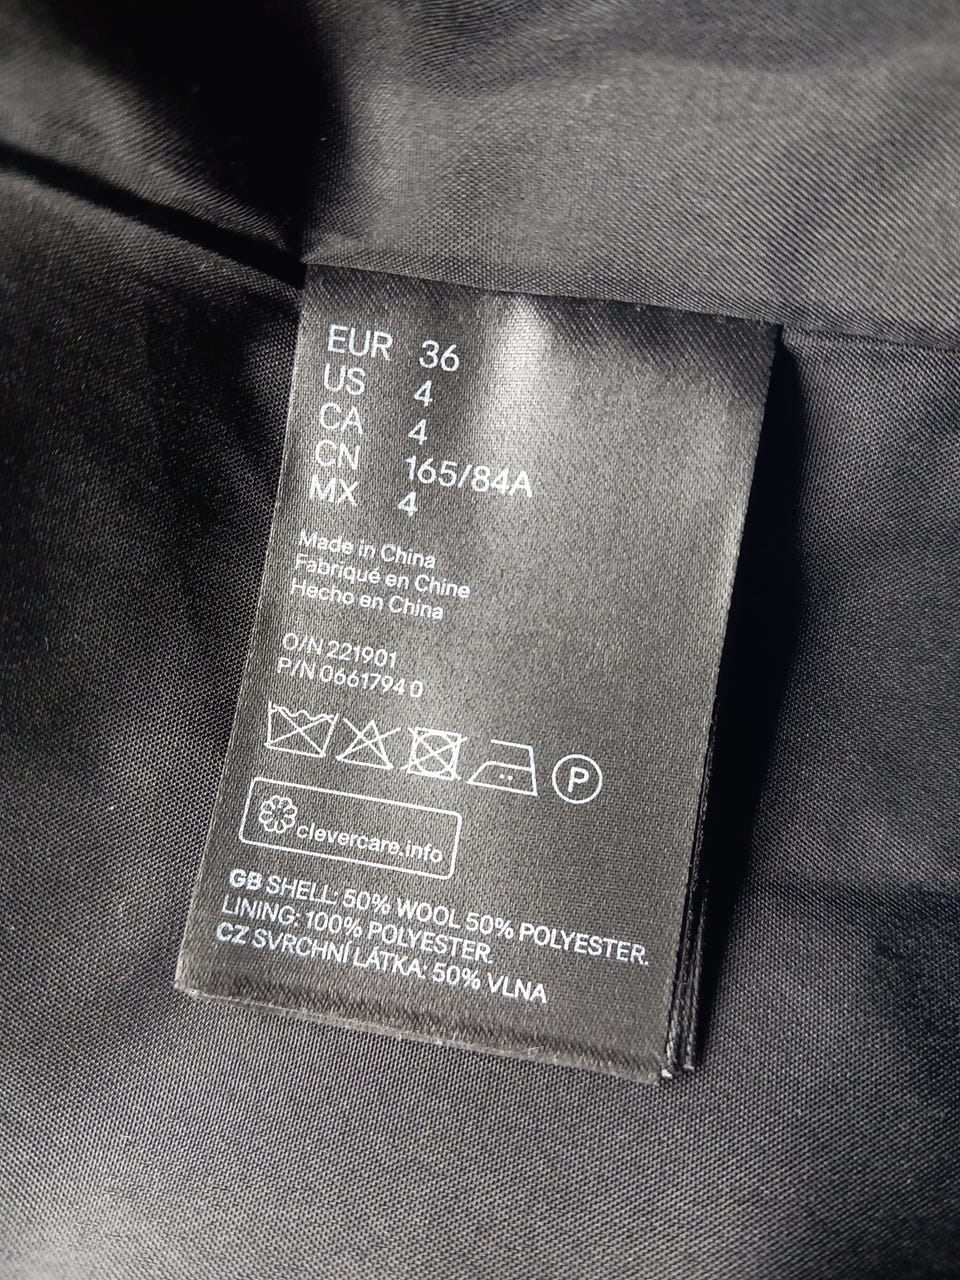 EUR 36
US 4
CA 4
CN 165/84A
MX 4
Made in China
Fabriqué en Chine
Hecho en China
O/N 221901
P/N 0661794 0
P
clevercare.info
GB SHELL: 50% WOOL 50% POLYESTER.
LINING: 100% POLYESTER.
CZ SVRCHNÍ LÁTKA: 50% VLNA